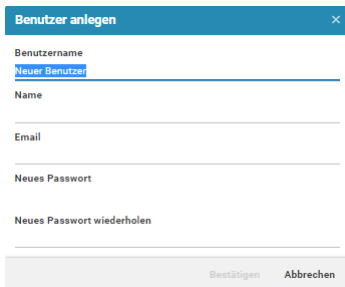 Benutzer anlegen ×
Benutzername
Neuer Benutzer
Name
Email
Neues Passwort
Neues Passwort wiederholen
Bestätigen Abbrechen